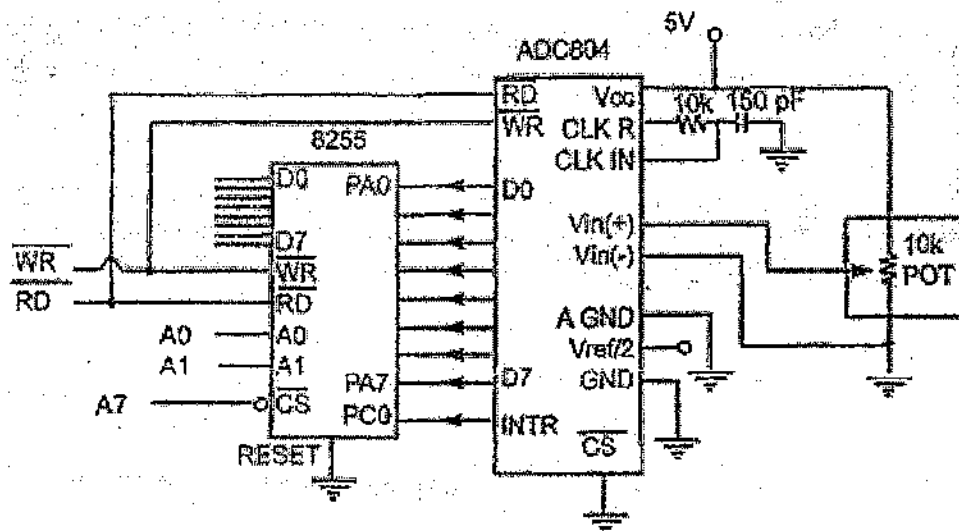 5V
ADC804
RD
Vcc
10k
150 pF
WR
CLK R
8255
CLK IN
D0
PA0
D0
D7
Vin(+)
10k
WR
WR
Vin(-)
POT
RD
RD
A0
A0
A GND
A1
A1
Vref/2
PA7
D7
GND
A7
CS
PC0
INTR
CS
RESET